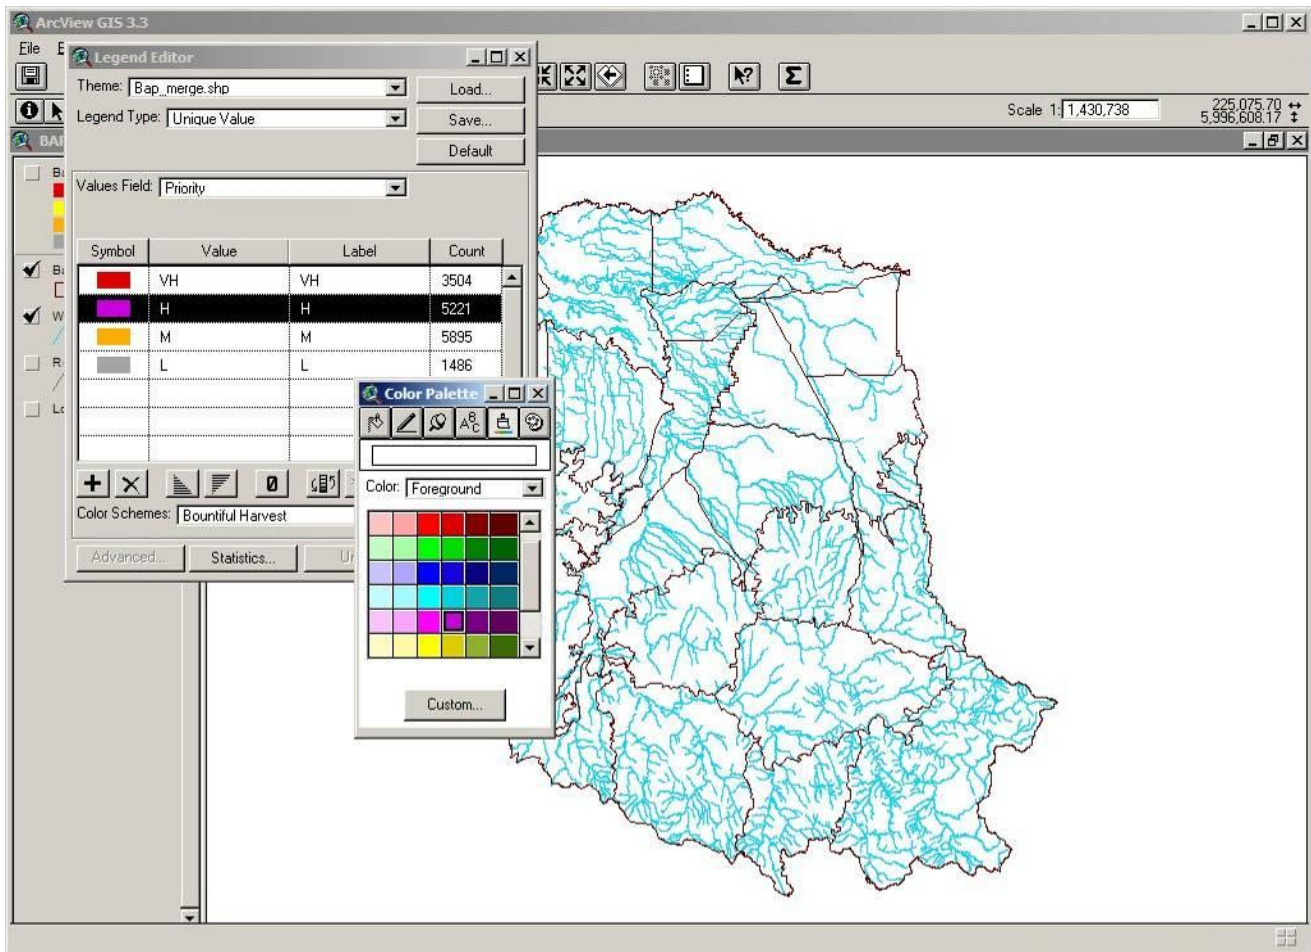 ArcView GIS 3.3
File
Legend Editor
Theme: Bap_merge.shp
Load...
Legend Type: Unique Value
Save...
Default
Scale 1: 1,430,738
225,075.70
5,996,608.17
Values Field: Priority
Symbol Value Label Count
VH VH 3504
H H 5221
M M 5895
L L 1486
Color Schemes: Bountiful Harvest
Advanced... Statistics...
Color Palette
Color: Foreground
Custom...